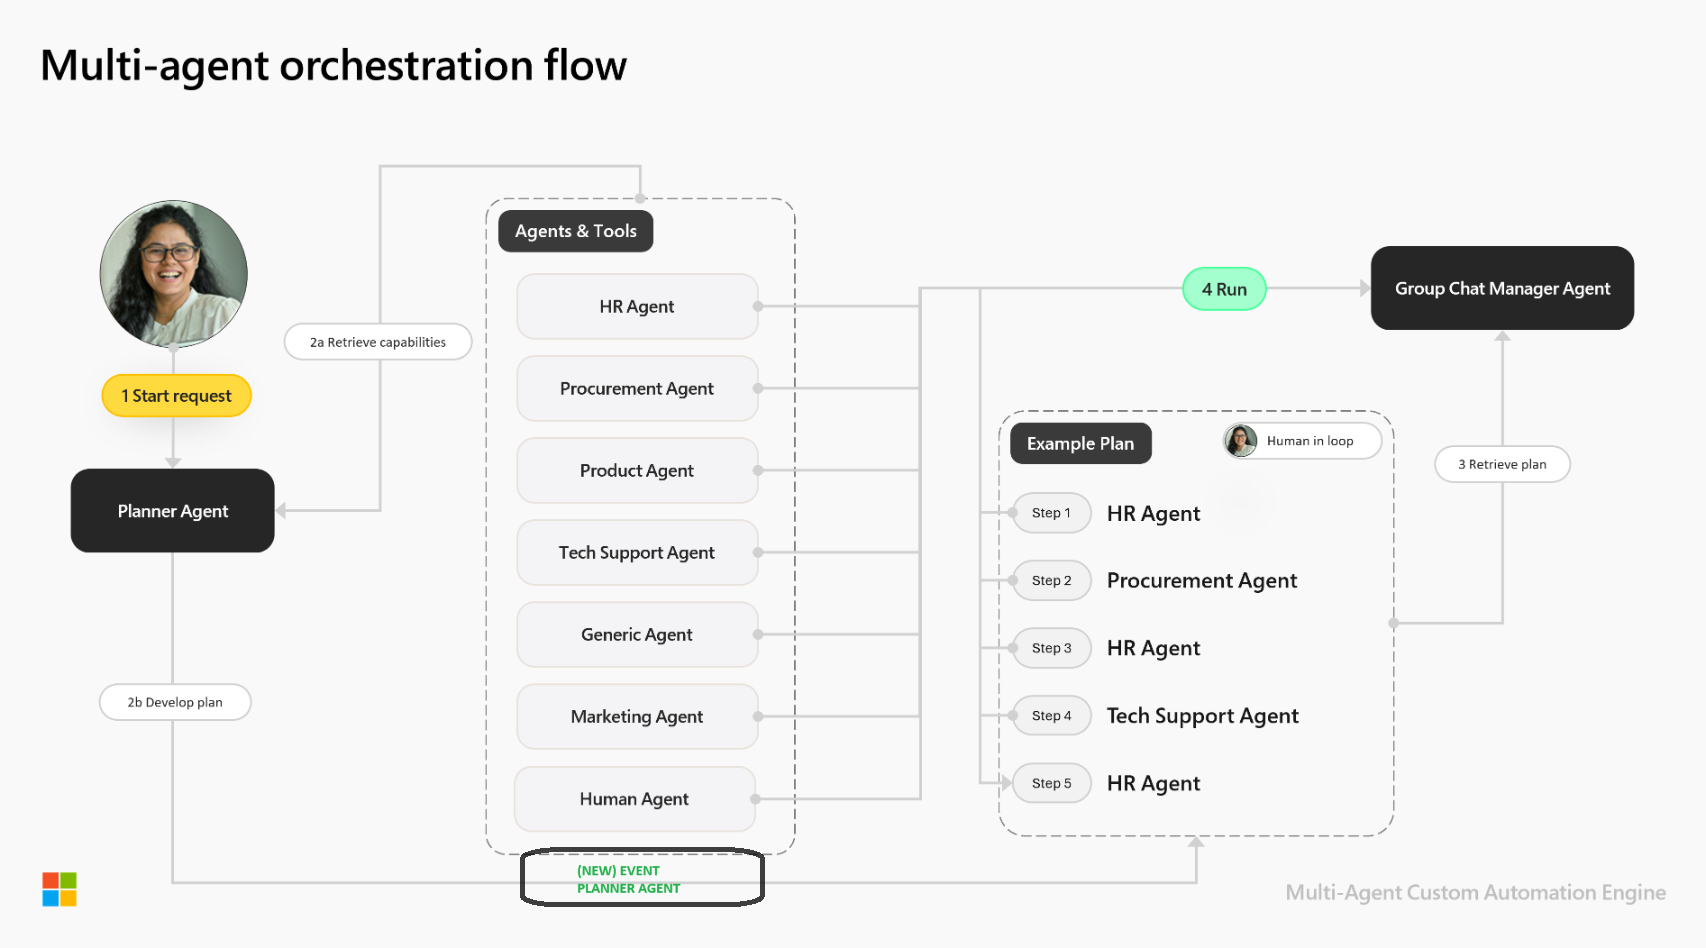 Multi-agent orchestration flow
Agents & Tools
HR Agent
Procurement Agent
Product Agent
Tech Support Agent
Generic Agent
Marketing Agent
Human Agent
(NEW) EVENT
PLANNER AGENT
1 Start request
Planner Agent
2a Retrieve capabilities
2b Develop plan
4 Run
Group Chat Manager Agent
3 Retrieve plan
Example Plan
Human in loop
Step 1 HR Agent
Step 2 Procurement Agent
Step 3 HR Agent
Step 4 Tech Support Agent
Step 5 HR Agent
Multi-Agent Custom Automation Engine